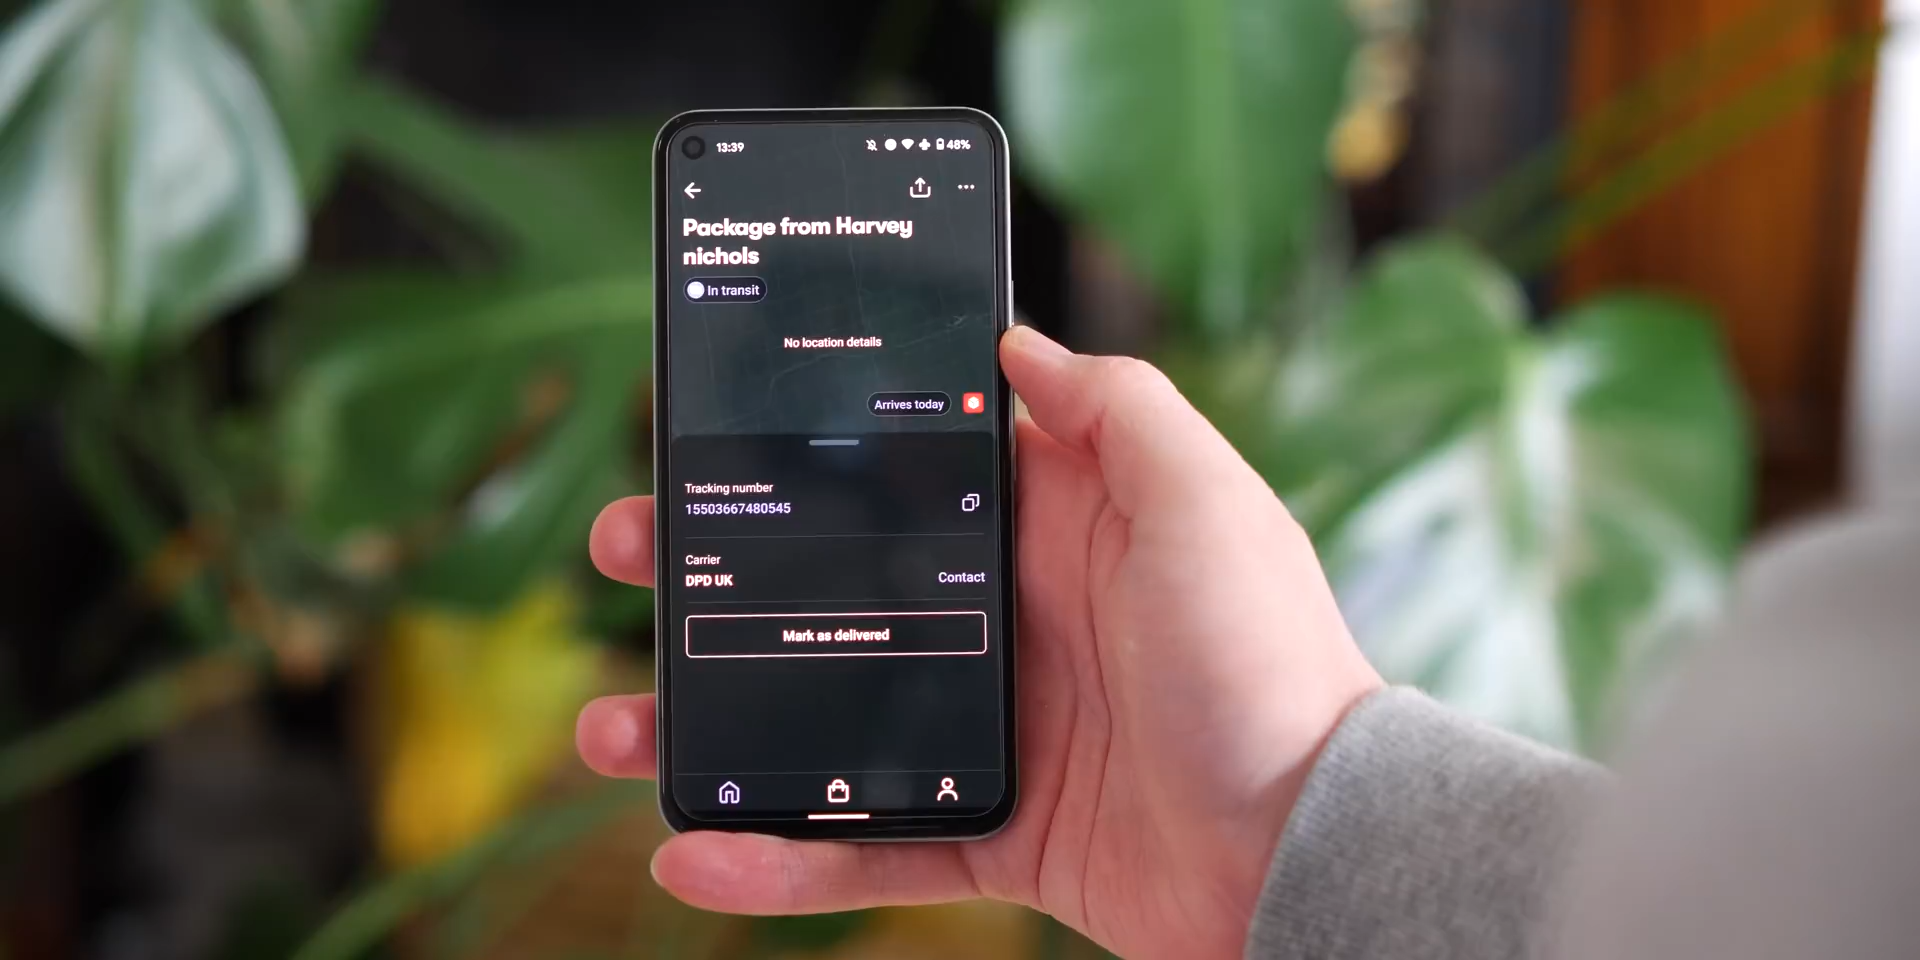 13:39
48%
Package from Harvey
nichols
In transit
No location details
Arrives today
Tracking number
15503667480545
Carrier
DPD UK
Contact
Mark as delivered